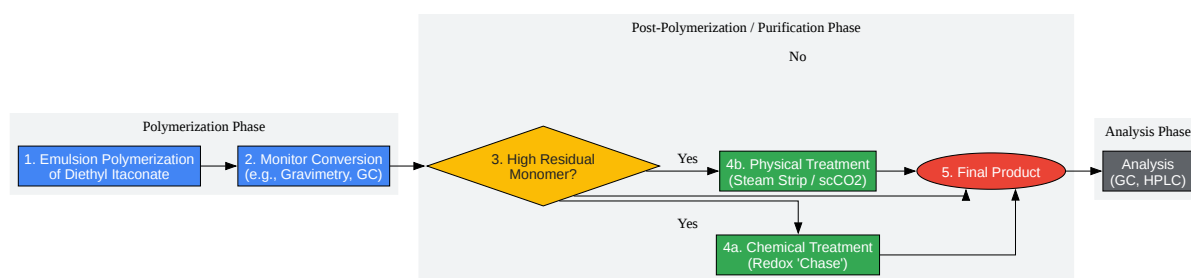 Post-Polymerization / Purification Phase
No
Polymerization Phase
1. Emulsion Polymerization
of Diethyl Itaconate
2. Monitor Conversion
(e.g., Gravimetry, GC)
3. High Residual
Monomer?
Yes
4b. Physical Treatment
(Steam Strip / scCO2)
5. Final Product
Analysis Phase
Analysis
(GC, HPLC)
Yes
4a. Chemical Treatment
(Redox 'Chase')